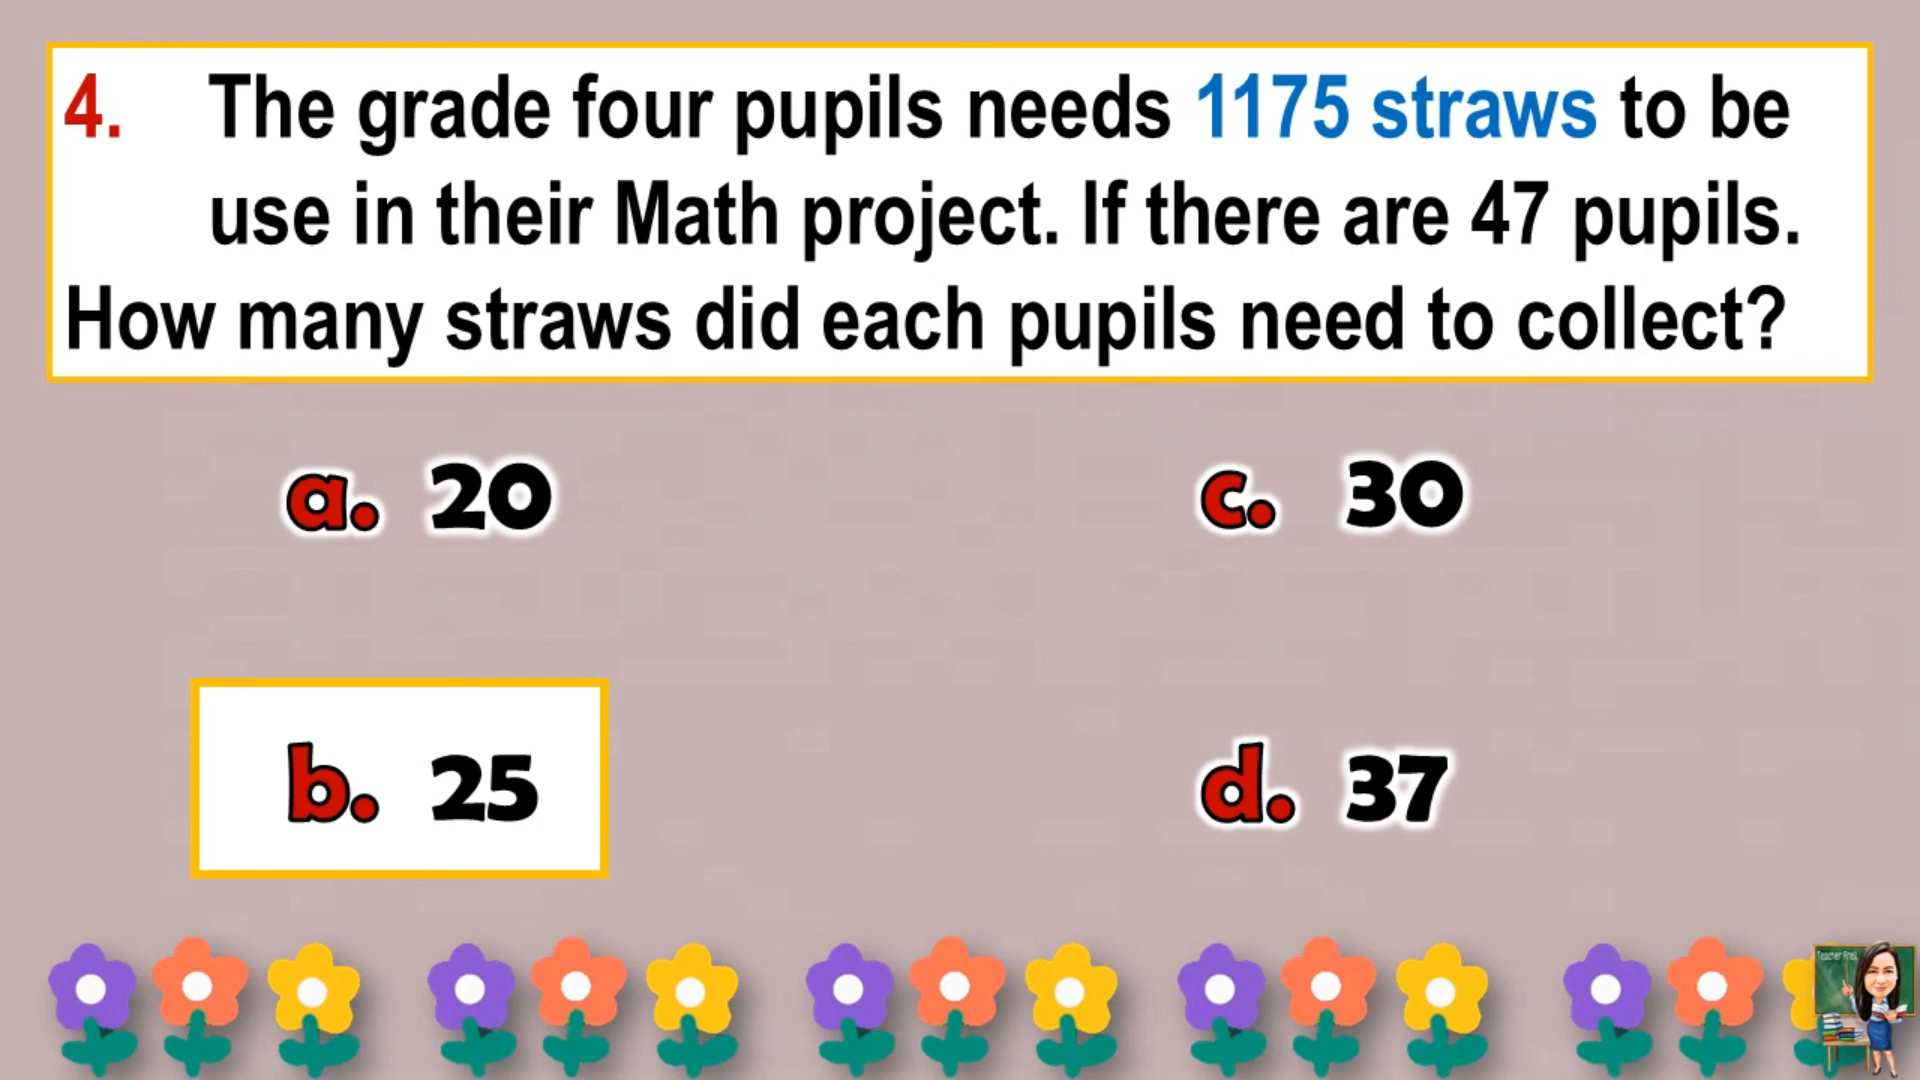 4. The grade four pupils needs 1175 straws to be
use in their Math project. If there are 47 pupils.
How many straws did each pupils need to collect?
a. 20
c. 30
b. 25
d. 37